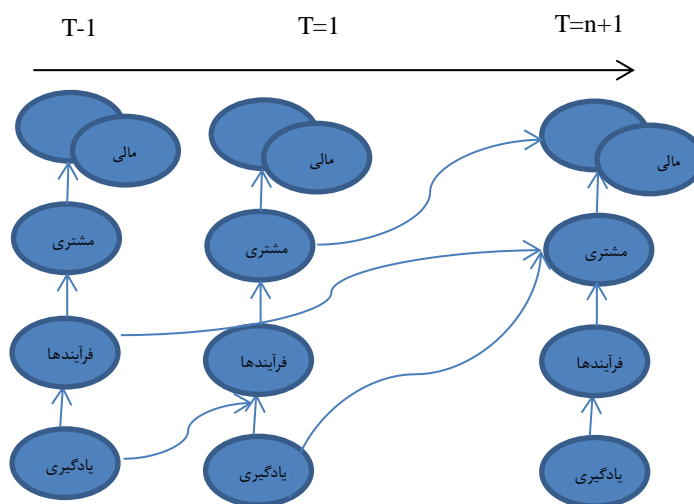 T-1
T=1
T=n+1
مالی
مالی
مالی
مشتری
مشتری
مشتری
فرآیندها
فرآیندها
فرآیندها
یادگیری
یادگیری
یادگیری